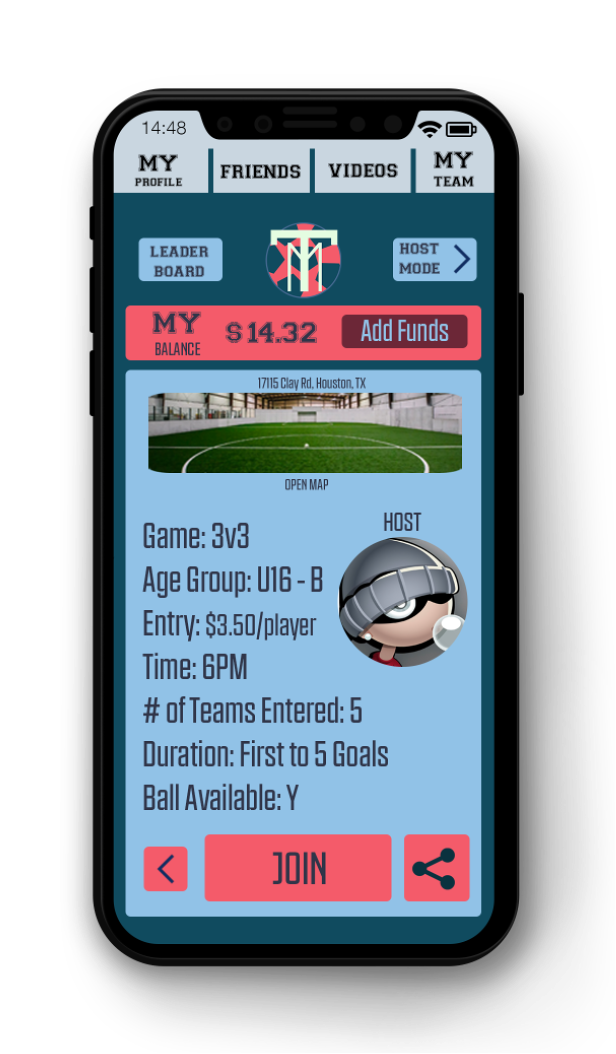 14:48
MY
PROFILE
FRIENDS
VIDEOS
MY
TEAM
LEADER
BOARD
TM
HOST
MODE
MY
BALANCE
$14.32
Add Funds
17115 Clay Rd, Houston, TX
OPEN MAP
HOST
Game: 3v3
Age Group: U16 - B
Entry: $3.50/player
Time: 6PM
# of Teams Entered: 5
Duration: First to 5 Goals
Ball Available: Y
JOIN